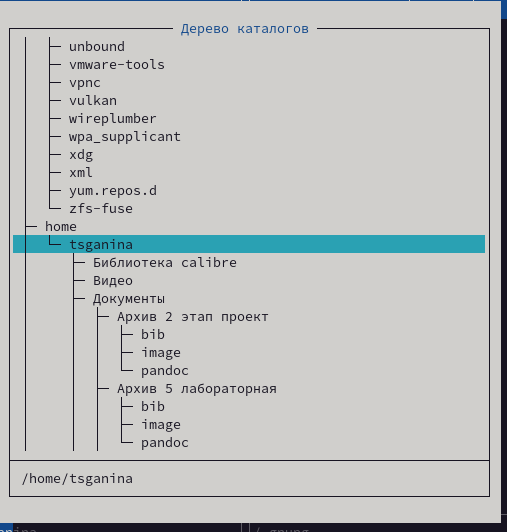 Дерево каталогов
unbound
vmware-tools
vpnc
vulkan
wireplumber
wpa_supplicant
xdg
xml
yum.repos.d
zfs-fuse
home
tsganina
Библиотека calibre
Видео
Документы
Архив 2 этап проект
bib
image
pandoc
Архив 5 лабораторная
bib
image
pandoc
/home/tsganina